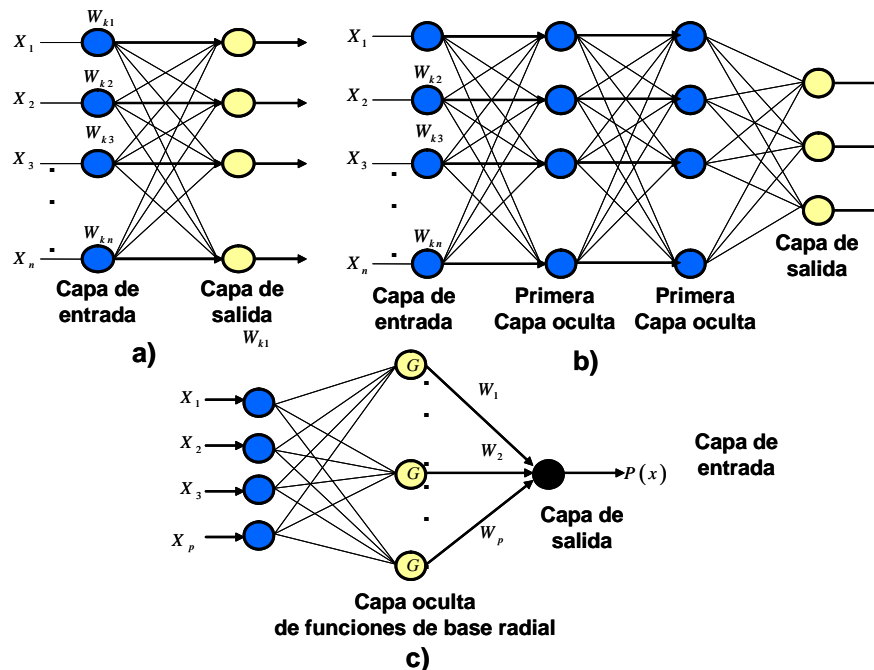 W k1
X 1
W k2
X 2
W k3
X 3
W kn
X n
Capa de
entrada
Capa de
salida
W k1
a)
X 1
W k2
X 2
W k3
X 3
W kn
X n
Capa de
entrada
Primera
Capa oculta
Primera
Capa oculta
Capa de
salida
b)
X 1
X 2
X 3
X p
G
G
G
W 1
W 2
W p
P(x)
Capa de
salida
Capa de
entrada
Capa oculta
de funciones de base radial
c)